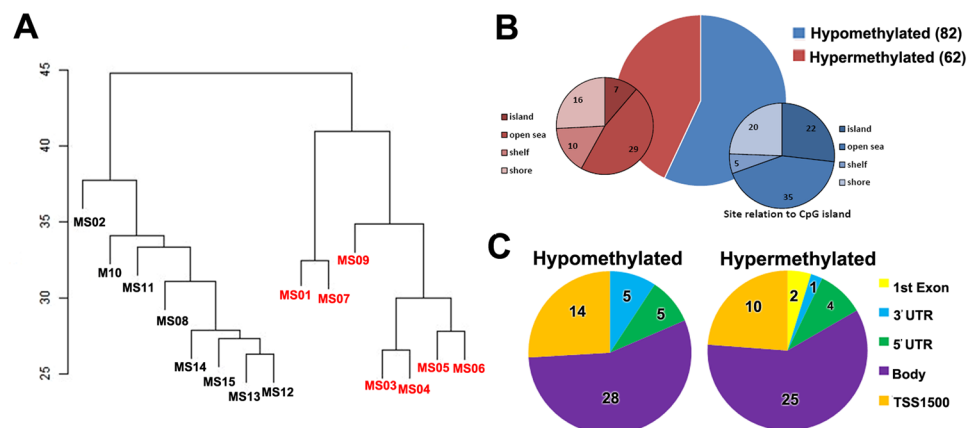 A
45
40
35
30
25
MS02
M10
MS11
MS08
MS14
MS15
MS13
MS12
MS01
MS07
MS09
MS03
MS04
MS05
MS06
B
Hypomethylated (82)
Hypermethylated (62)
island
open sea
shelf
shore
16
7
10
29
20
22
5
35
island
open sea
shelf
shore
Site relation to CpG island
C
Hypomethylated
14
5
5
28
Hypermethylated
10
2
1
4
25
1st Exon
3'UTR
5'UTR
Body
TSS1500